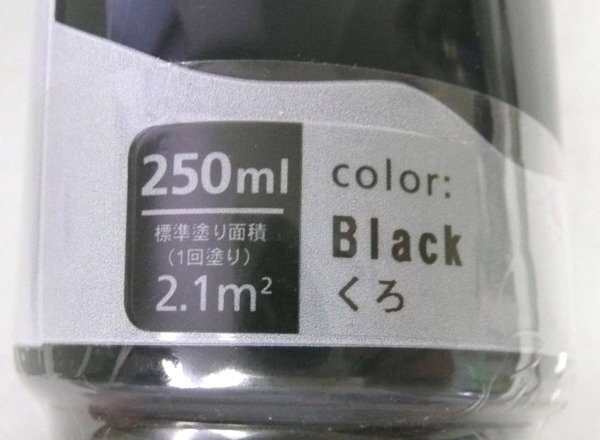 250ml
標準塗り面積
(1回塗り)
2.1m²
color:
Black
くろ